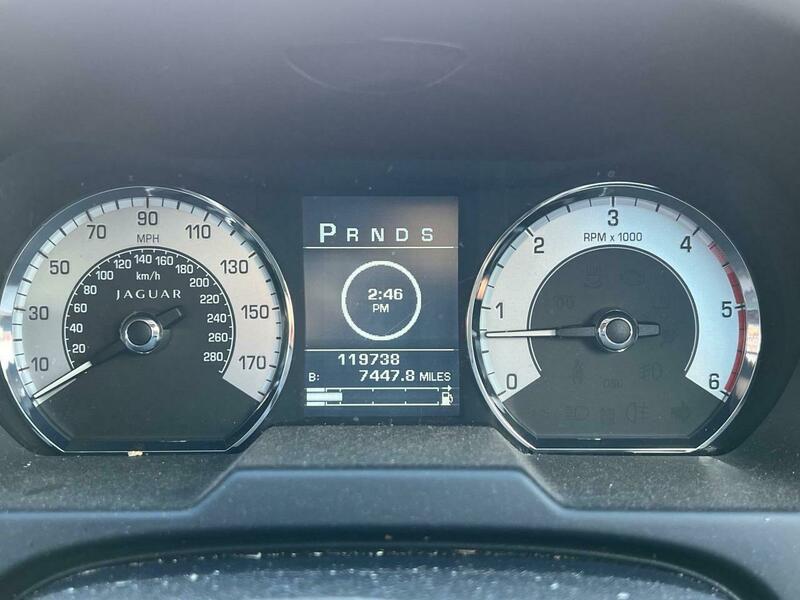 10 30 50 70 90 110 130 150 170
MPH
20 40 60 80 100 120 140 160 180 200 220 240 260 280
km/h
JAGUAR
P R N D S
2:46
PM
119738
B: 7447.8 MILES
0 1 2 3 4 5 6
RPM x 1000